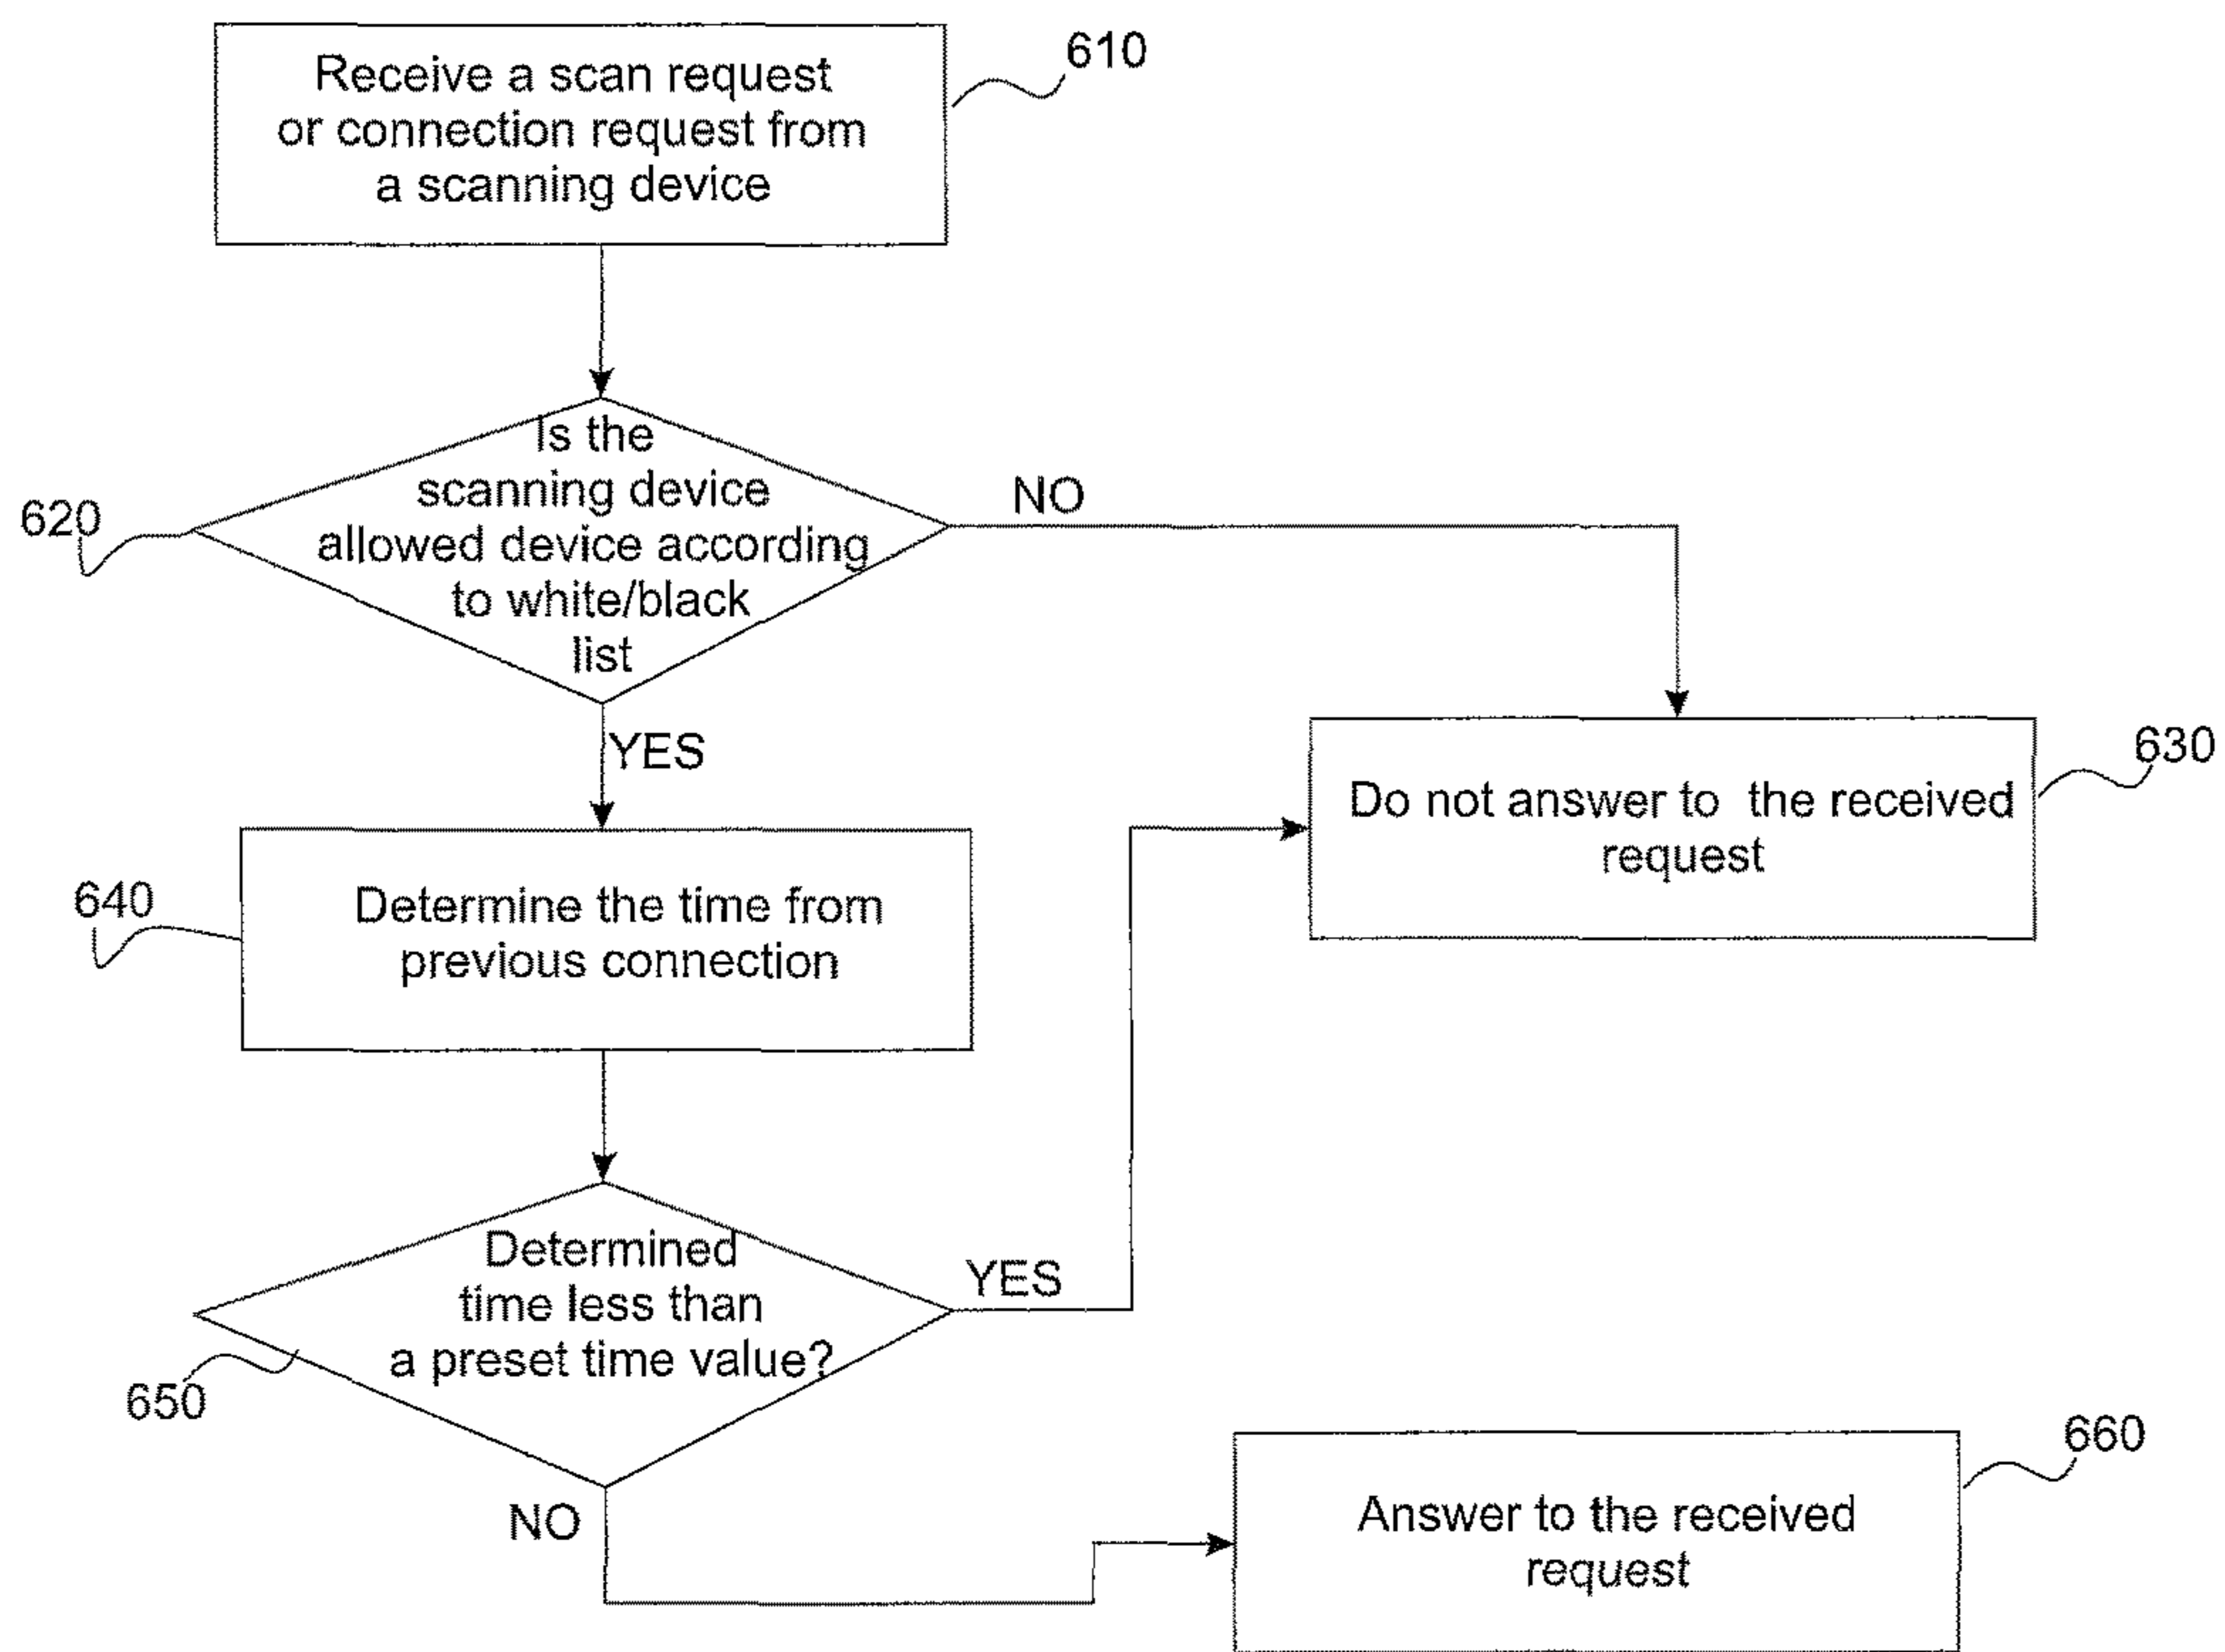 Receive a scan request
or connection request from
a scanning device
610
Is the
scanning device
allowed device according
to white/black
list
620
NO
YES
Do not answer to the received
request
630
Determine the time from
previous connection
640
Determined
time less than
a preset time value?
650
YES
NO
Answer to the received
request
660